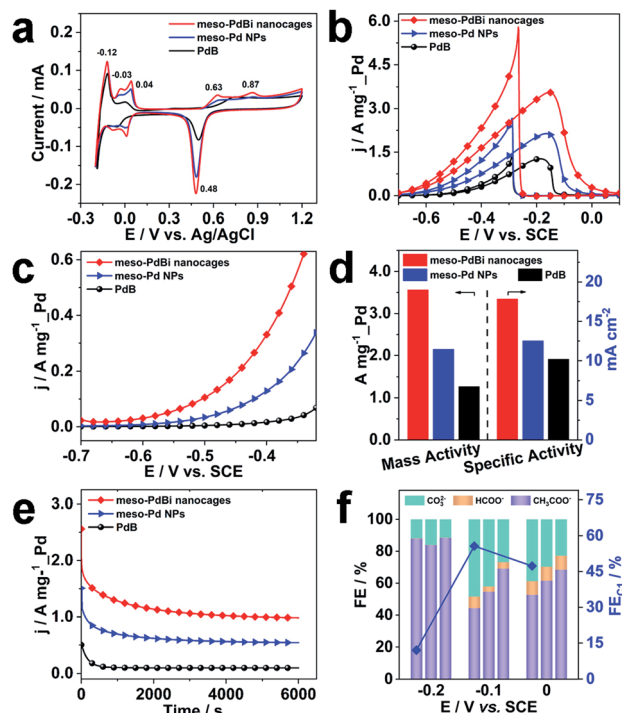 a
meso-PdBi nanocages
meso-Pd NPs
PdB
-0.12
-0.03
0.04
0.63
0.87
0.48
0.2
0.1
0.0
-0.1
-0.2
Current / mA
-0.3
0.0
0.3
0.6
0.9
1.2
E / V vs. Ag/AgCl
b
meso-PdBi nanocages
meso-Pd NPs
PdB
6.0
4.5
3.0
1.5
0.0
j / A mg⁻¹_Pd
-0.6
-0.4
-0.2
0.0
E / V vs. SCE
c
meso-PdBi nanocages
meso-Pd NPs
PdB
0.6
0.4
0.2
0.0
j / A mg⁻¹_Pd
-0.7
-0.6
-0.5
-0.4
E / V vs. SCE
d
meso-PdBi nanocages
meso-Pd NPs
PdB
4.0
3.0
2.0
1.0
0.0
A mg⁻¹_Pd
20
15
10
5
0
mA cm⁻²
Mass Activity
Specific Activity
e
meso-PdBi nanocages
meso-Pd NPs
PdB
3.0
2.0
1.0
0.0
j / A mg⁻¹_Pd
0
2000
4000
6000
Time / s
f
CO₃²⁻
HCOO⁻
CH₃COO⁻
100
80
60
40
20
0
FE / %
75
60
45
30
15
0
FE_C1 / %
-0.2
-0.1
0
E / V vs. SCE